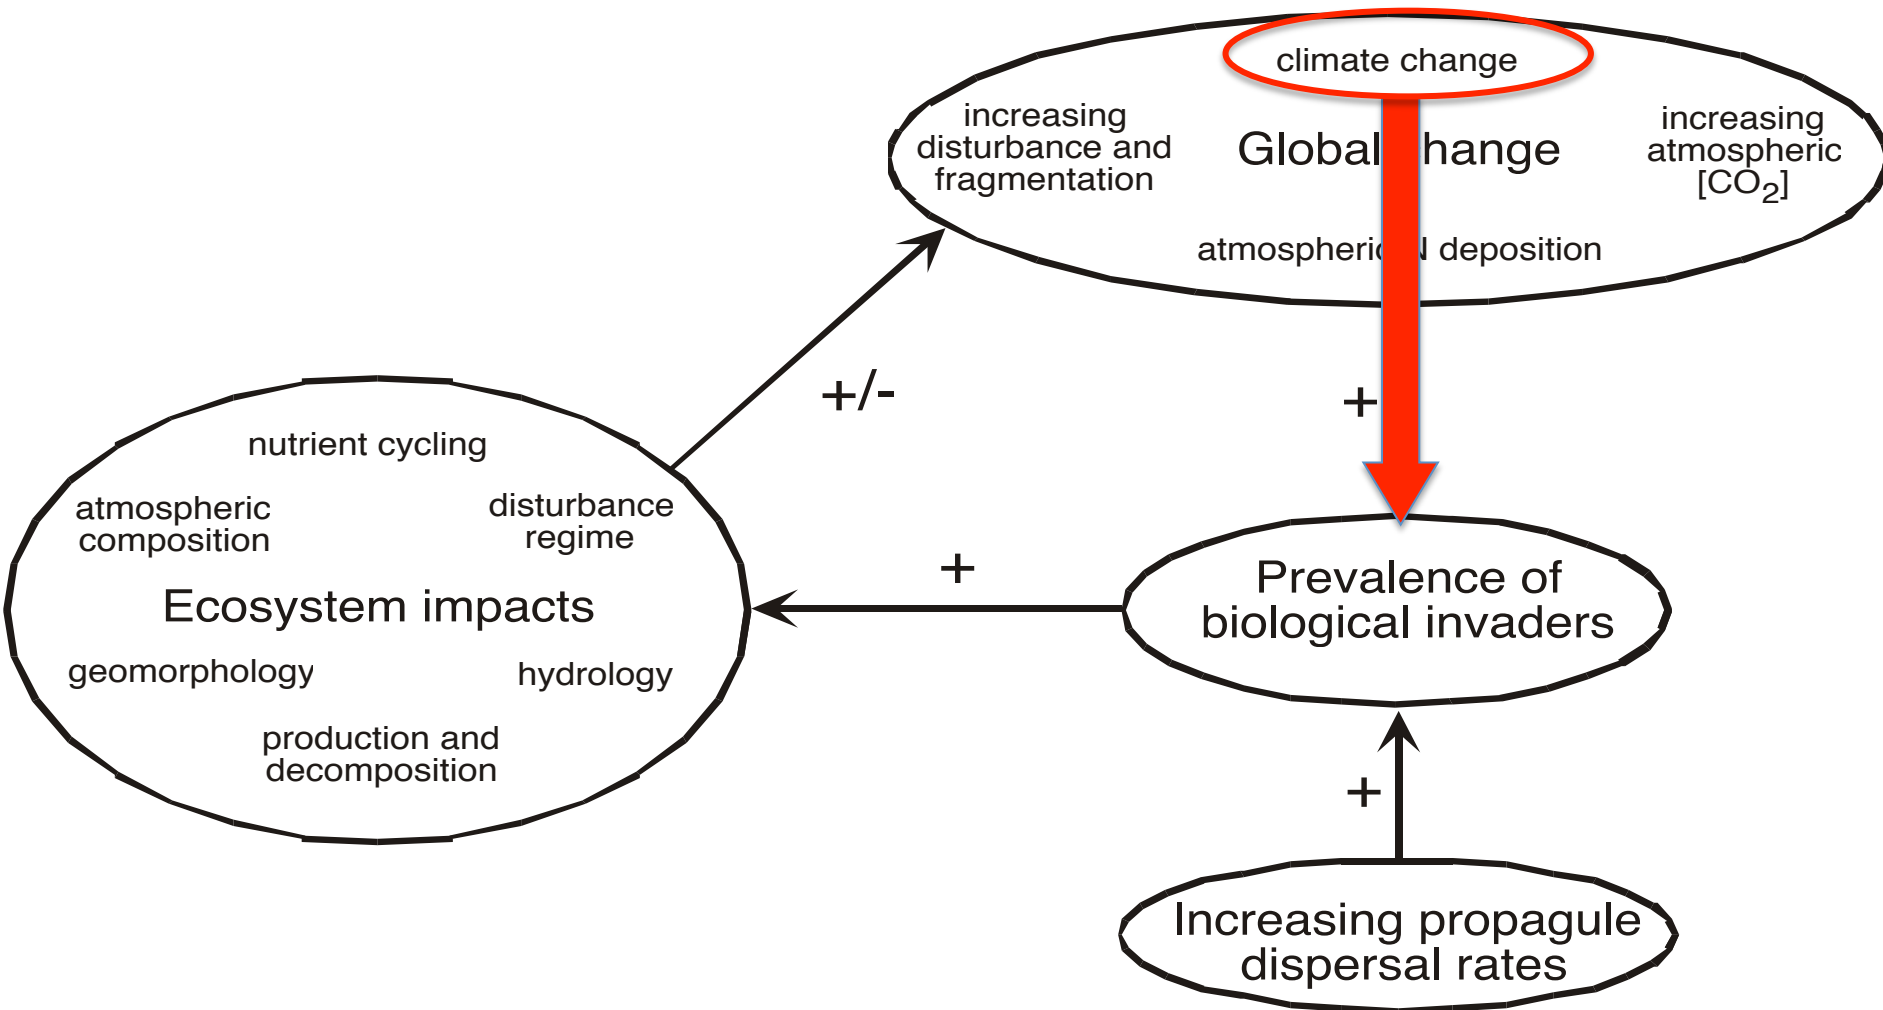 climate change
increasing
disturbance and
fragmentation
Global hange
increasing
atmospheric
[CO2]
atmospheric N deposition
+/-
+
nutrient cycling
atmospheric
composition
disturbance
regime
Ecosystem impacts
geomorphology
hydrology
production and
decomposition
+
Prevalence of
biological invaders
+
Increasing propagule
dispersal rates